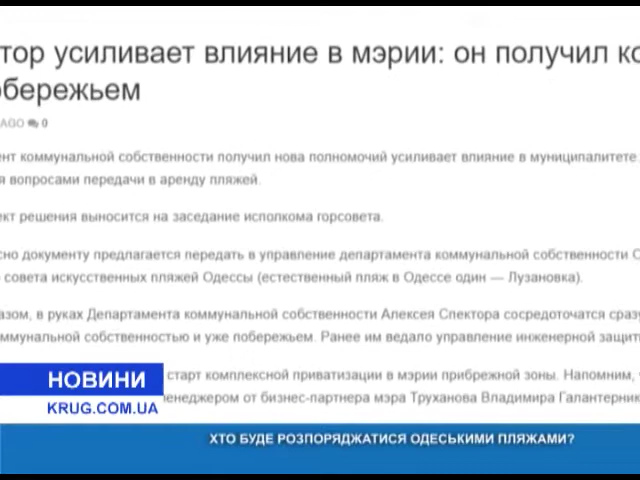 тор усиливает влияние в мэрии: он получил ко
обережьем
AGO 0
ент коммунальной собственности получил нова полномочий усиливает влияние в муниципалитете.
я вопросами передачи в аренду пляжей.
ект решения выносится на заседание исполкома горсовета.
сно документу предлагается передать в управление департамента коммунальной собственности О
о совета искусственных пляжей Одессы (естественный пляж в Одессе один — Лузановка).
азом, в руках Департамента коммунальной собственности Алексея Спектора сосредоточатся сразу
ммунальной собственностью и уже побережьем. Ранее им ведало управление инженерной защит
старт комплексной приватизации в мэрии прибрежной зоны. Напомним,
енеджером от бизнес-партнера мэра Труханова Владимира Галантерник
НОВИНИ
KRUG.COM.UA
ХТО БУДЕ РОЗПОРЯДЖАТИСЯ ОДЕСЬКИМИ ПЛЯЖАМИ?